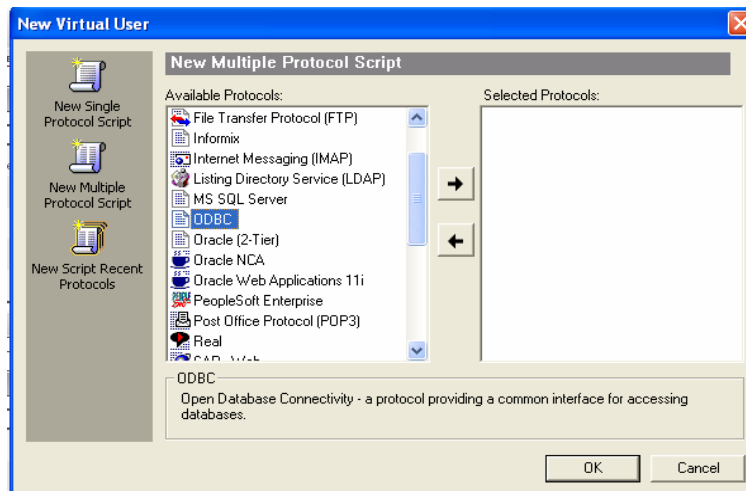 New Virtual User
New Single
Protocol Script
New Multiple
Protocol Script
New Script Recent
Protocols
New Multiple Protocol Script
Available Protocols:
File Transfer Protocol (FTP)
Informix
Internet Messaging (IMAP)
Listing Directory Service (LDAP)
MS SQL Server
ODBC
Oracle (2-Tier)
Oracle NCA
Oracle Web Applications 11i
PeopleSoft Enterprise
Post Office Protocol (POP3)
Real
Selected Protocols:
ODBC
Open Database Connectivity - a protocol providing a common interface for accessing
databases.
OK
Cancel